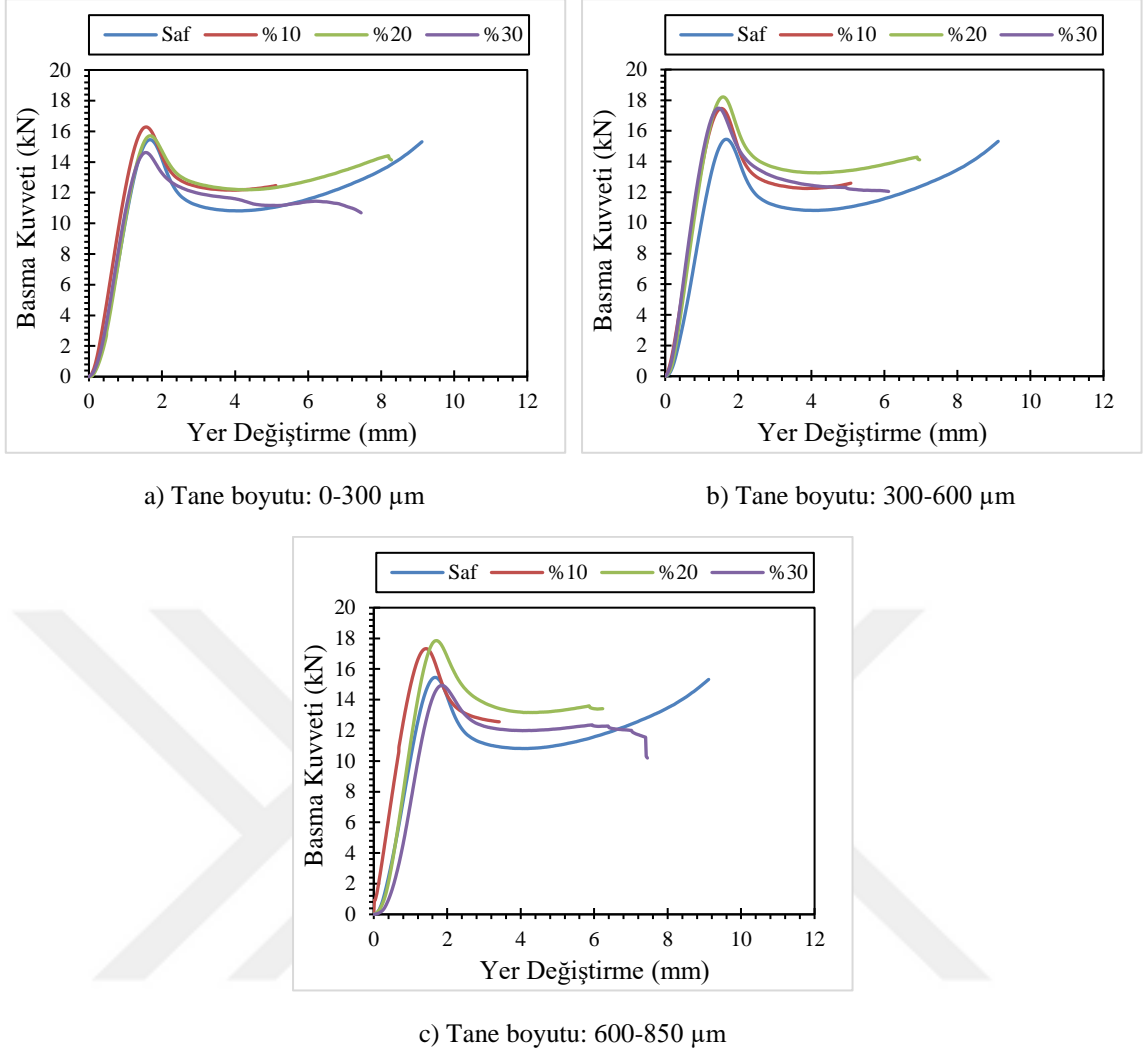 Saf %10 %20 %30
20
18
16
14
12
10
8
6
4
2
0
Basma Kuvveti (kN)
0 2 4 6 8 10 12
Yer Değiştirme (mm)
a) Tane boyutu: 0-300 µm
Saf %10 %20 %30
20
18
16
14
12
10
8
6
4
2
0
Basma Kuvveti (kN)
0 2 4 6 8 10 12
Yer Değiştirme (mm)
b) Tane boyutu: 300-600 µm
Saf %10 %20 %30
20
18
16
14
12
10
8
6
4
2
0
Basma Kuvveti (kN)
0 2 4 6 8 10 12
Yer Değiştirme (mm)
c) Tane boyutu: 600-850 µm